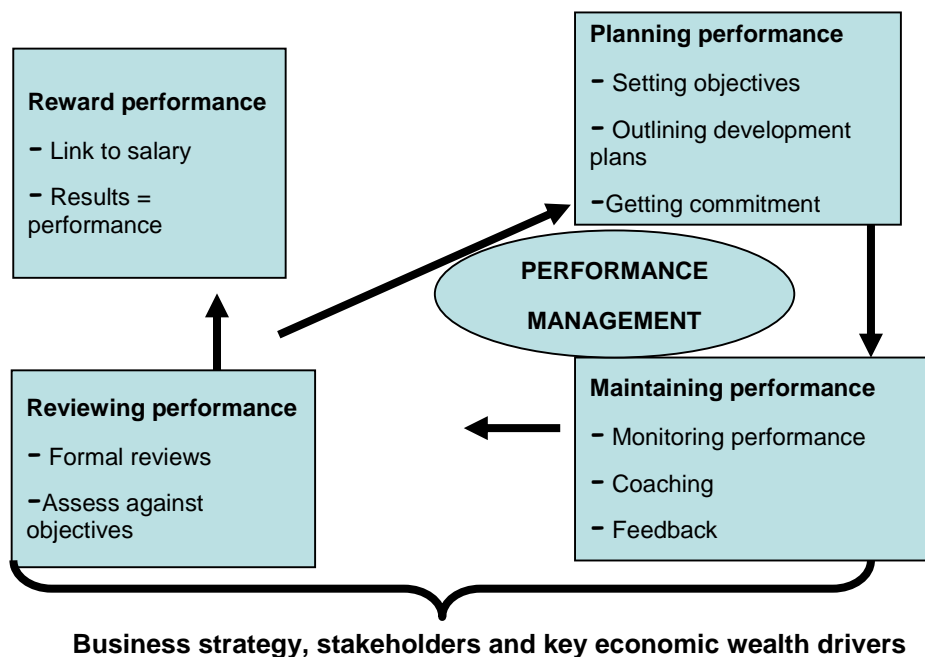 Reward performance
- Link to salary
- Results =
performance
Planning performance
- Setting objectives
- Outlining development
plans
-Getting commitment
PERFORMANCE
MANAGEMENT
Reviewing performance
- Formal reviews
-Assess against
objectives
Maintaining performance
- Monitoring performance
- Coaching
- Feedback
Business strategy, stakeholders and key economic wealth drivers